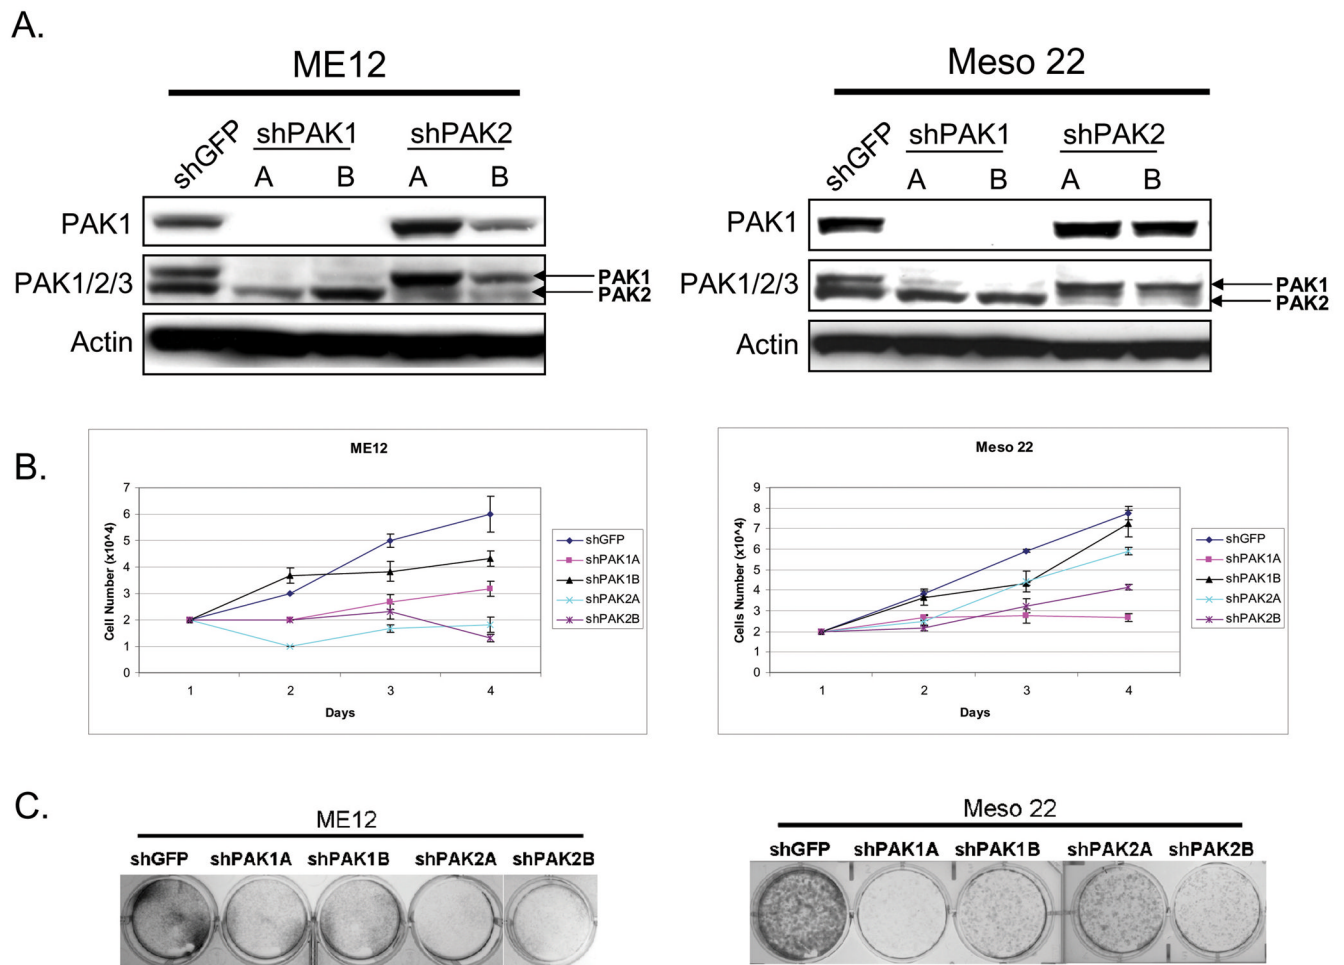 A.
ME12
shGFP
shPAK1
shPAK2
A B A B
PAK1
PAK1/2/3
PAK1
PAK2
Actin
Meso 22
shGFP
shPAK1
shPAK2
A B A B
PAK1
PAK1/2/3
PAK1
PAK2
Actin
B.
ME12
Cell Number (x10^4)
7
6
5
4
3
2
1
0
1 2 3 4
Days
shGFP
shPAK1A
shPAK1B
shPAK2A
shPAK2B
Meso 22
Cells Number (x10^4)
9
8
7
6
5
4
3
2
1
0
1 2 3 4
Days
shGFP
shPAK1A
shPAK1B
shPAK2A
shPAK2B
C.
ME12
shGFP shPAK1A shPAK1B shPAK2A shPAK2B
Meso 22
shGFP shPAK1A shPAK1B shPAK2A shPAK2B